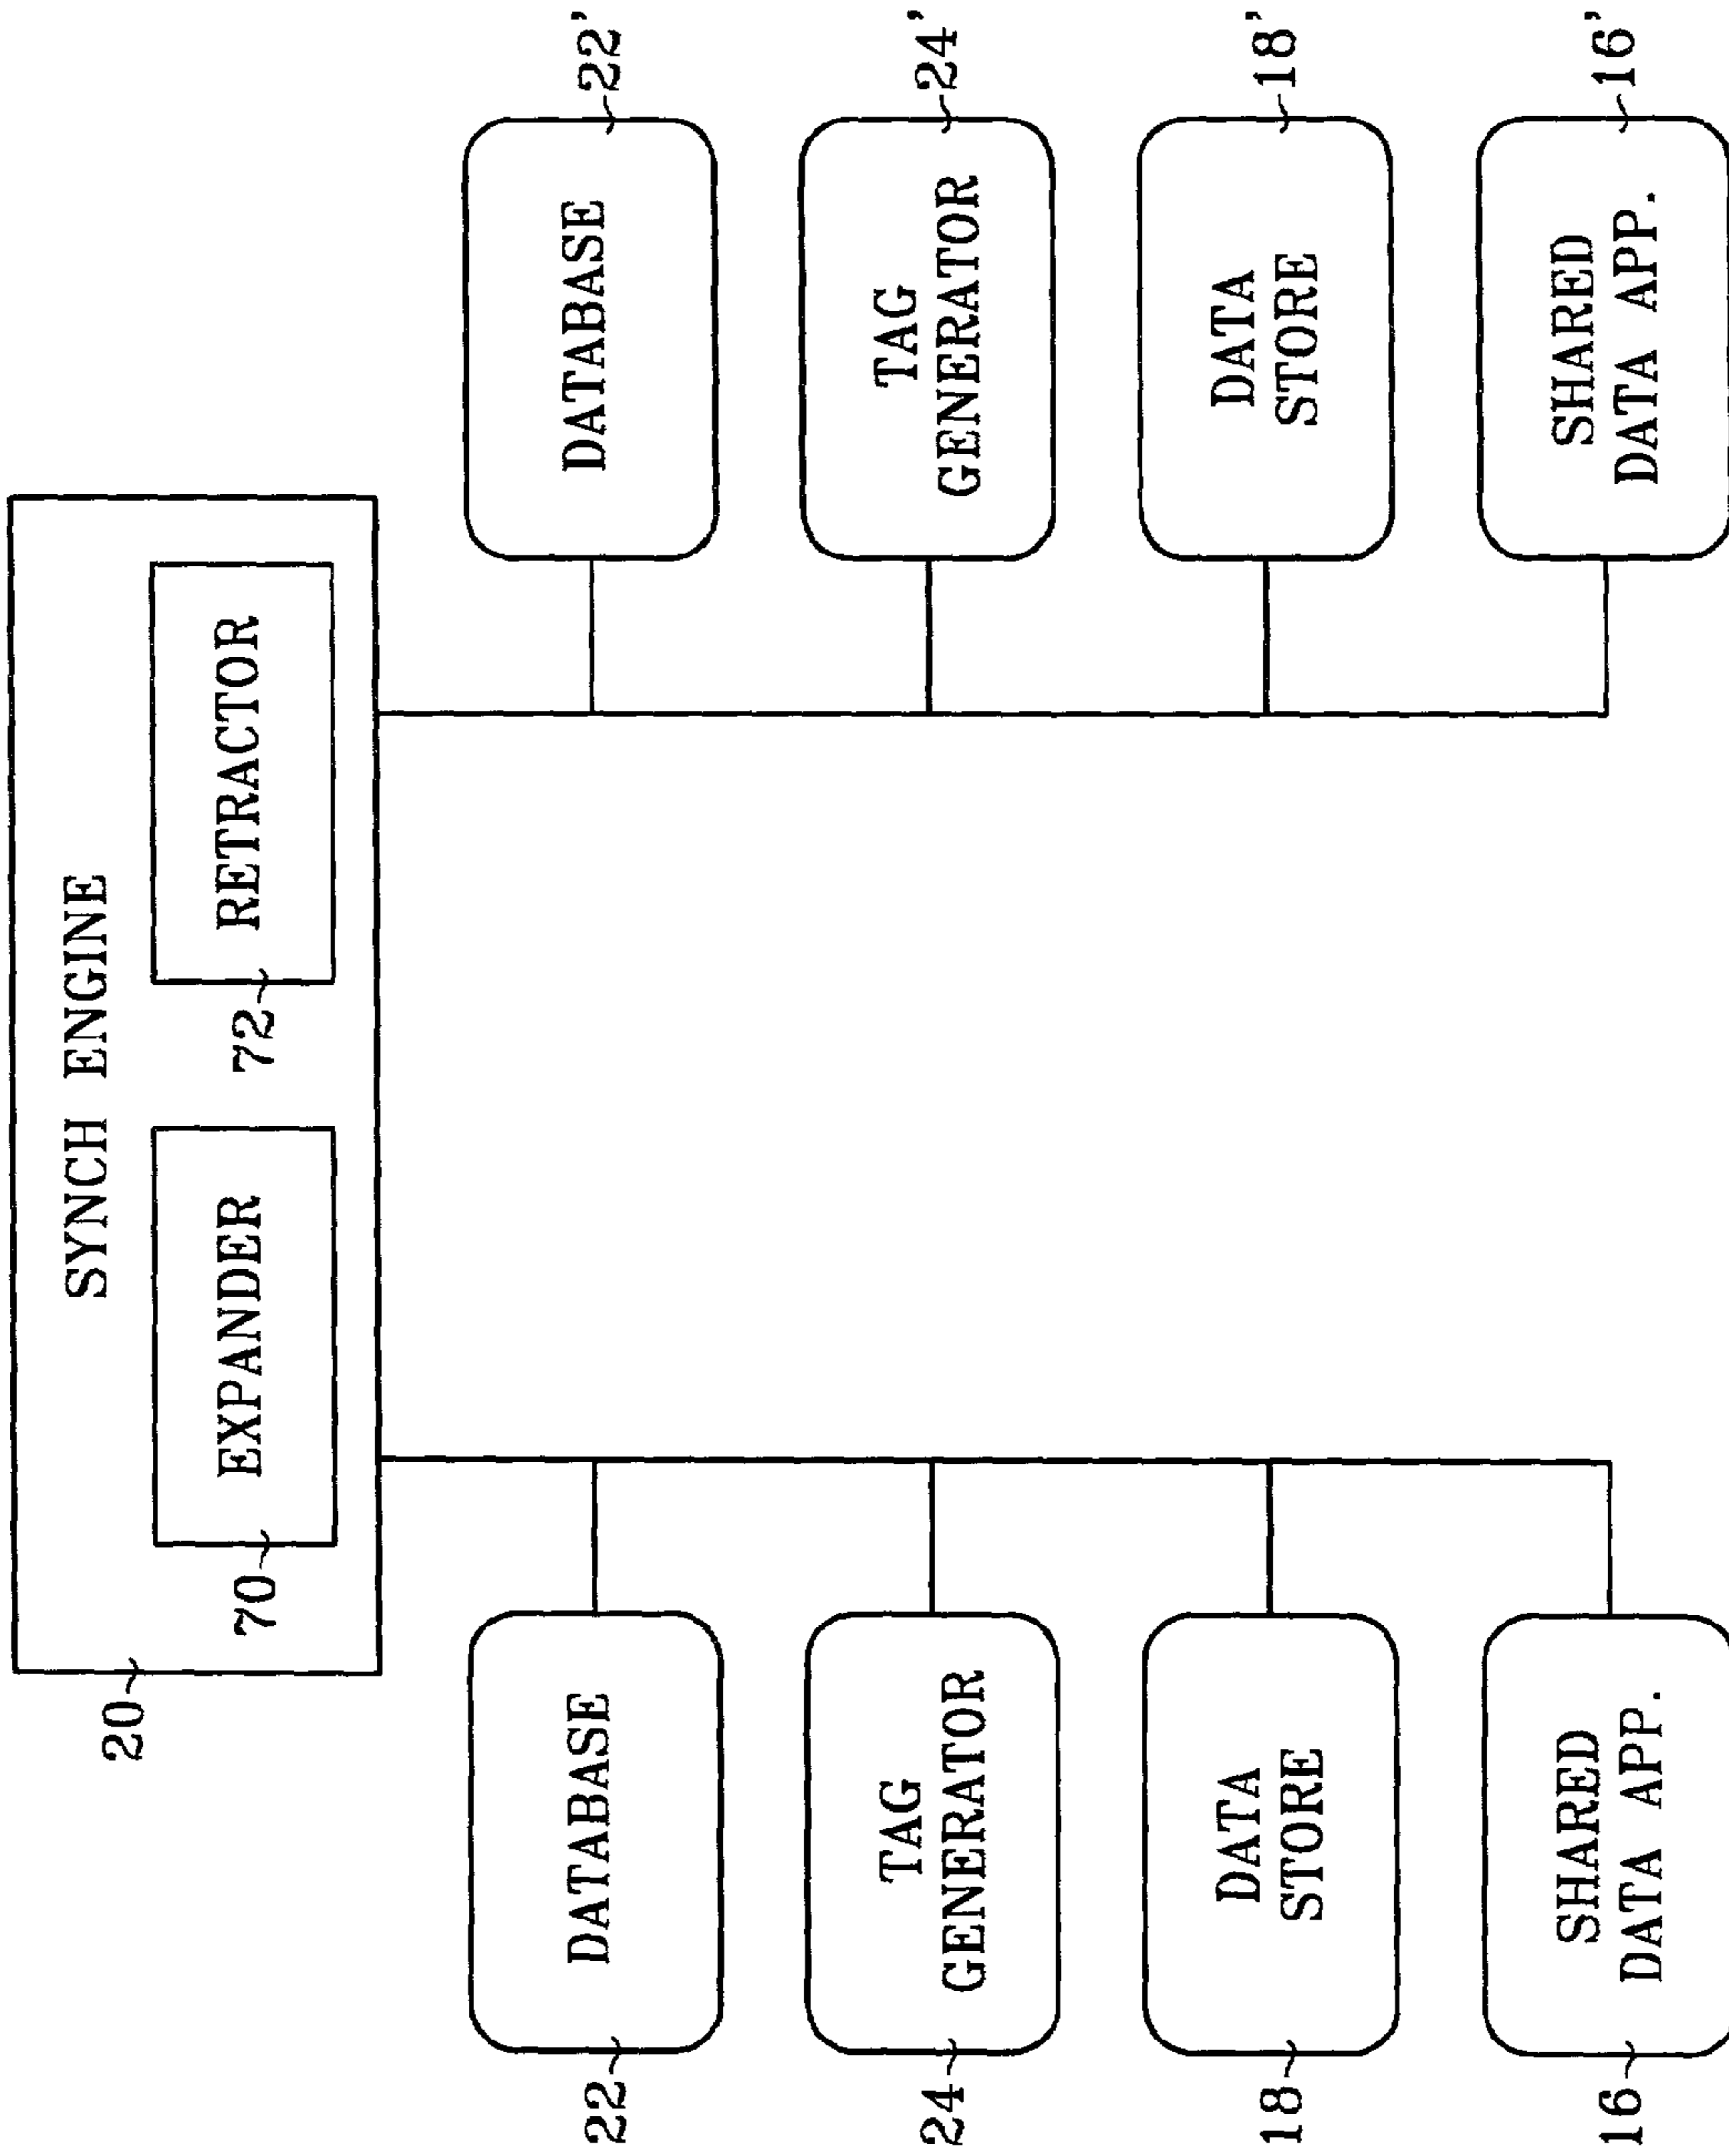 SYNCH ENGINE
20
EXPANDER
RETRACTOR
70
72
DATABASE
DATABASE
22
22'
TAG
GENERATOR
TAG
GENERATOR
24
24'
DATA
STORE
DATA
STORE
18
18'
SHARED
DATA APP.
SHARED
DATA APP.
16
16'